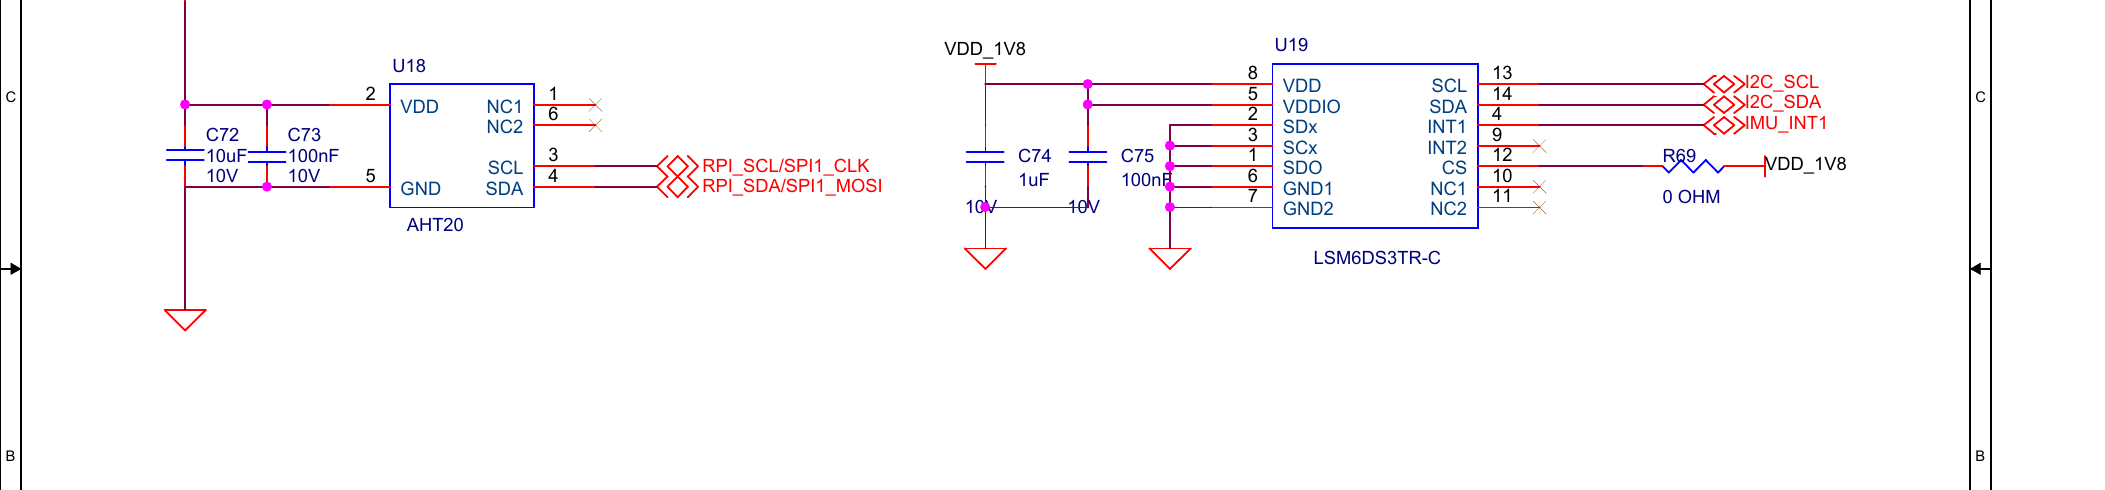 C
U18
2
VDD
NC1
1
NC2
6
C72
10uF
10V
C73
100nF
10V
SCL
3
RPI_SCL/SPI1_CLK
5
GND
SDA
4
RPI_SDA/SPI1_MOSI
AHT20
VDD_1V8
U19
8
VDD
SCL
13
I2C_SCL
5
VDDIO
SDA
14
I2C_SDA
2
SDx
INT1
4
IMU_INT1
3
SCx
INT2
9
1
SDO
CS
12
R69
0 OHM
VDD_1V8
6
GND1
NC1
10
7
GND2
NC2
11
C74
1uF
10V
C75
100nF
10V
LSM6DS3TR-C
C
B
B